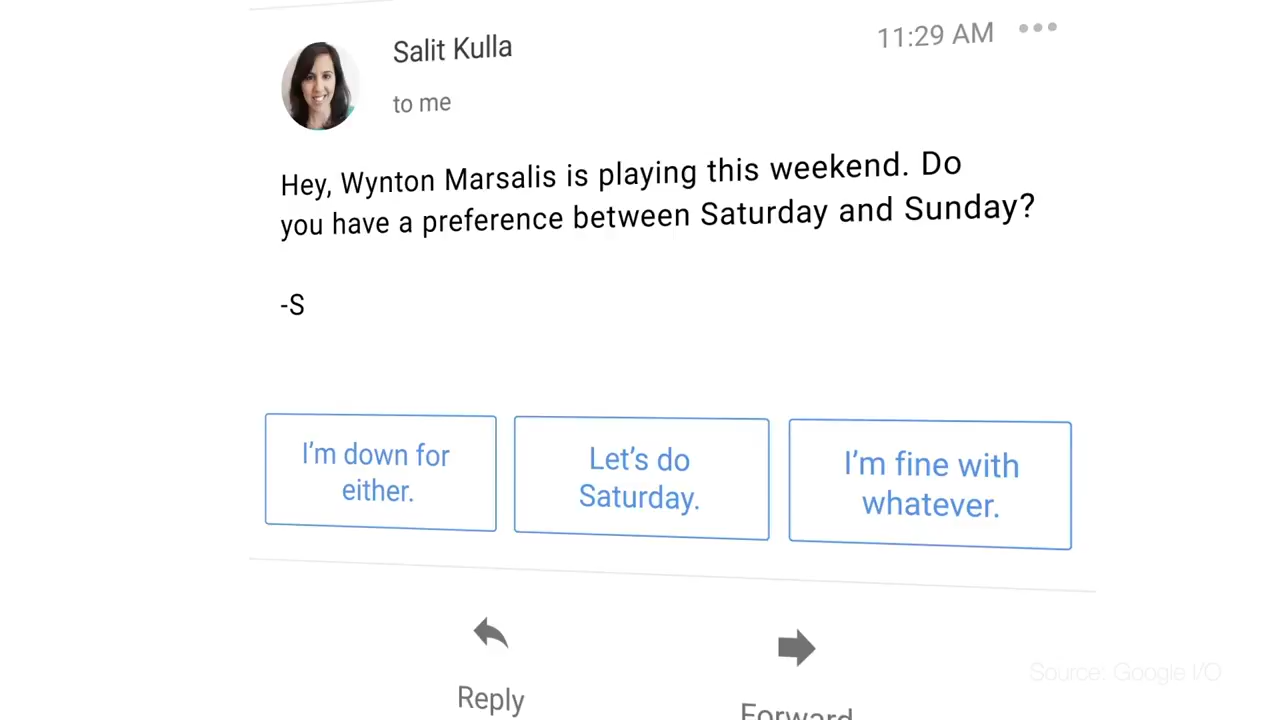 Salit Kulla
11:29 AM
to me
Hey, Wynton Marsalis is playing this weekend. Do
you have a preference between Saturday and Sunday?
-S
I'm down for
either.
Let's do
Saturday.
I'm fine with
whatever.
Reply
Forward
Source: Google I/O